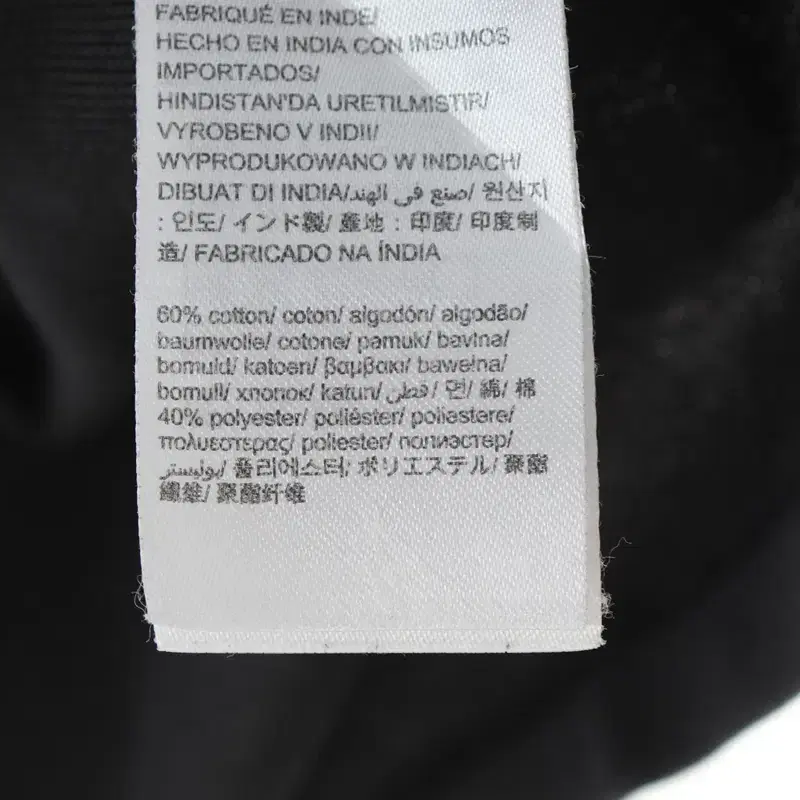 FABRIQUÉ EN INDE/
HECHO EN INDIA CON INSUMOS
IMPORTADOS/
HINDISTAN'DA URETILMISTIR/
VYROBENO V INDII/
WYPRODUKOWANO W INDIACH/
DIBUAT DI INDIA/صنع في الهند/ 원산지
: 인도/ インド製/ 産地 : 印度/ 印度制
造/ FABRICADO NA ÍNDIA
60% cotton/ coton/ algodón/ algodão/
baumwolle/ cotone/ pamuk/ bavlna/
bomuld/ katoen/ βαμβακι/ bawełna/
bomull/ хлопок/ katun/ قطن/ 면/ 綿/ 棉
40% polyester/ poliéster/ poliestere/
πολυεστερας/ poliester/ полиэстер/
بوليستر/ 폴리에스터/ ポリエステル/ 聚酯
纖維/ 聚酯纤维